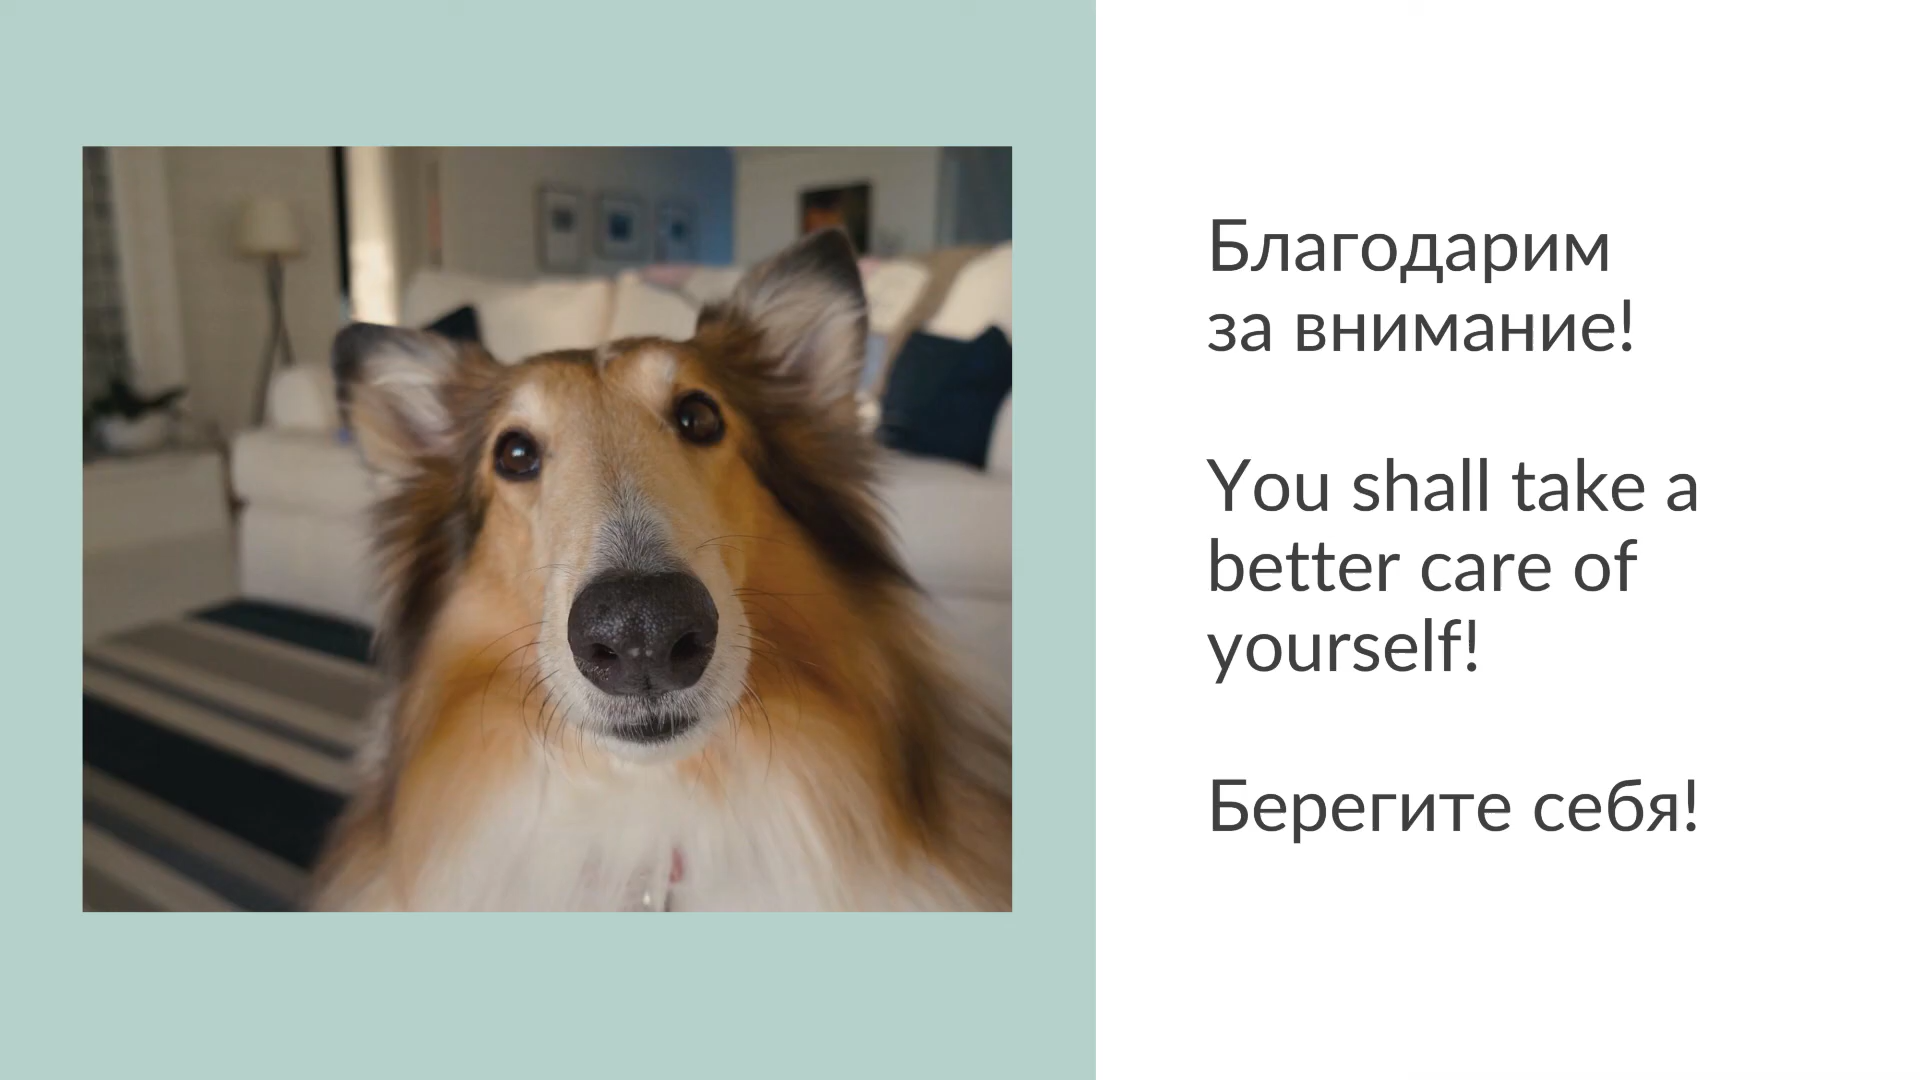 Благодарим
за внимание!
You shall take a
better care of
yourself!
Берегите себя!